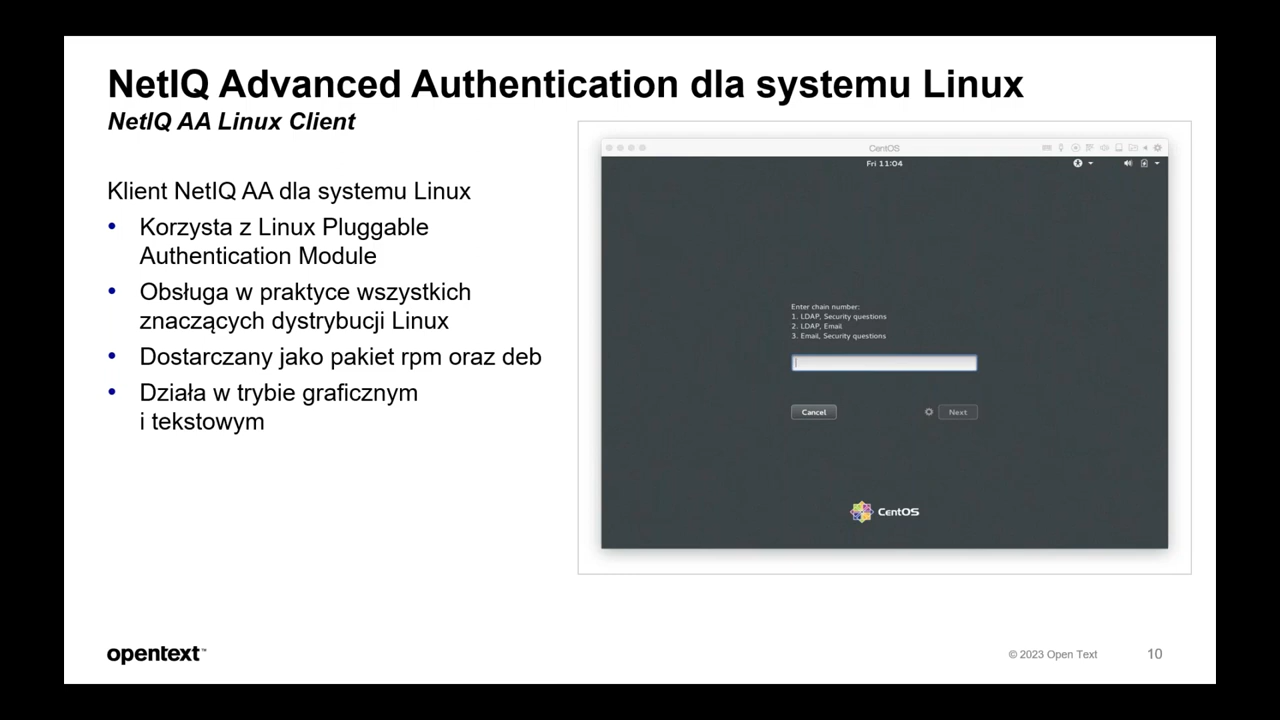 NetIQ Advanced Authentication dla systemu Linux
NetIQ AA Linux Client
Klient NetIQ AA dla systemu Linux
• Korzysta z Linux Pluggable
Authentication Module
• Obsługa w praktyce wszystkich
znaczących dystrybucji Linux
• Dostarczany jako pakiet rpm oraz deb
• Działa w trybie graficznym
i tekstowym
CentOS
Fri 11:04
Enter chain number:
1. LDAP, Security questions
2. LDAP, Email
3. Email, Security questions
Cancel
Next
CentOS
opentext™
© 2023 Open Text
10